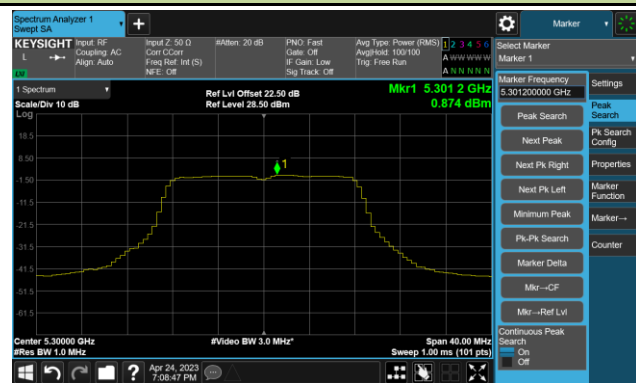 Spectrum Analyzer 1
Swept SA
Marker
KEYSIGHT
L
Input: RF
Coupling: AC
Align: Auto
Input Z: 50 Ω
Corr CCorr
Freq Ref: Int (S)
NFE: Off
#Atten: 20 dB
PNO: Fast
Gate: Off
IF Gain: Low
Sig Track: Off
Avg Type: Power (RMS)
Avg|Hold: 100/100
Trig: Free Run
1 2 3 4 5 6
A W W W W W
A N N N N N
Select Marker
Marker 1
1 Spectrum
Scale/Div 10 dB
Log
Ref Lvl Offset 22.50 dB
Ref Level 28.50 dBm
Mkr1 5.301 2 GHz
0.874 dBm
18.5
8.50
-1.50
-11.5
-21.5
-31.5
-41.5
-51.5
-61.5
1
Center 5.30000 GHz
#Res BW 1.0 MHz
#Video BW 3.0 MHz*
Span 40.00 MHz
Sweep 1.00 ms (101 pts)
Marker Frequency
5.301200000 GHz
Peak Search
Next Peak
Next Pk Right
Next Pk Left
Minimum Peak
Pk-Pk Search
Marker Delta
Mkr→CF
Mkr→Ref Lvl
Continuous Peak
Search
On
Off
Settings
Peak
Search
Pk Search
Config
Properties
Marker
Function
Marker→
Counter
Apr 24, 2023
7:08:47 PM